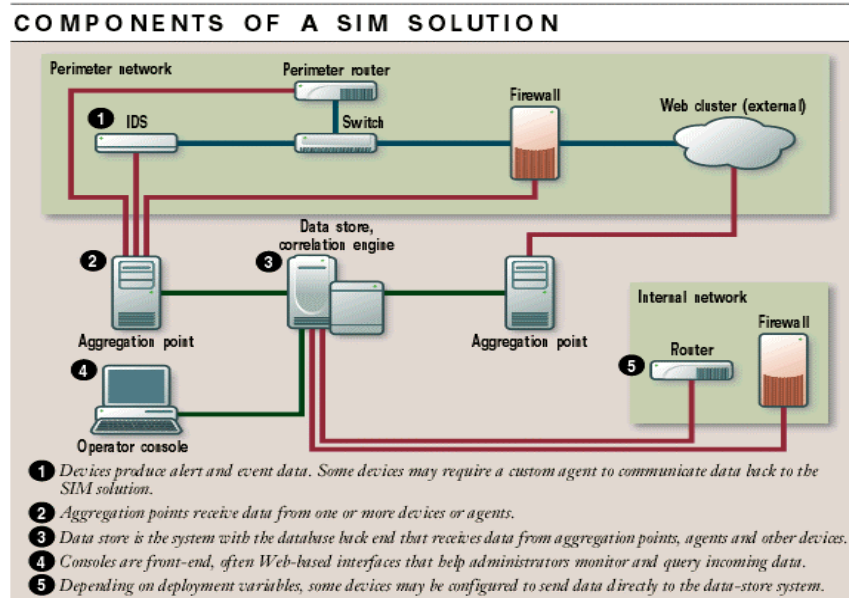 COMPONENTS OF A SIM SOLUTION
Perimeter network
Perimeter router
Firewall
Web cluster (external)
1 IDS
Switch
Data store,
correlation engine
2
3
Aggregation point
Aggregation point
Internal network
Firewall
Router
5
4
Operator console
1 Devices produce alert and event data. Some devices may require a custom agent to communicate data back to the
SIM solution.
2 Aggregation points receive data from one or more devices or agents.
3 Data store is the system with the database back end that receives data from aggregation points, agents and other devices.
4 Consoles are front-end, often Web-based interfaces that help administrators monitor and query incoming data.
5 Depending on deployment variables, some devices may be configured to send data directly to the data-store system.